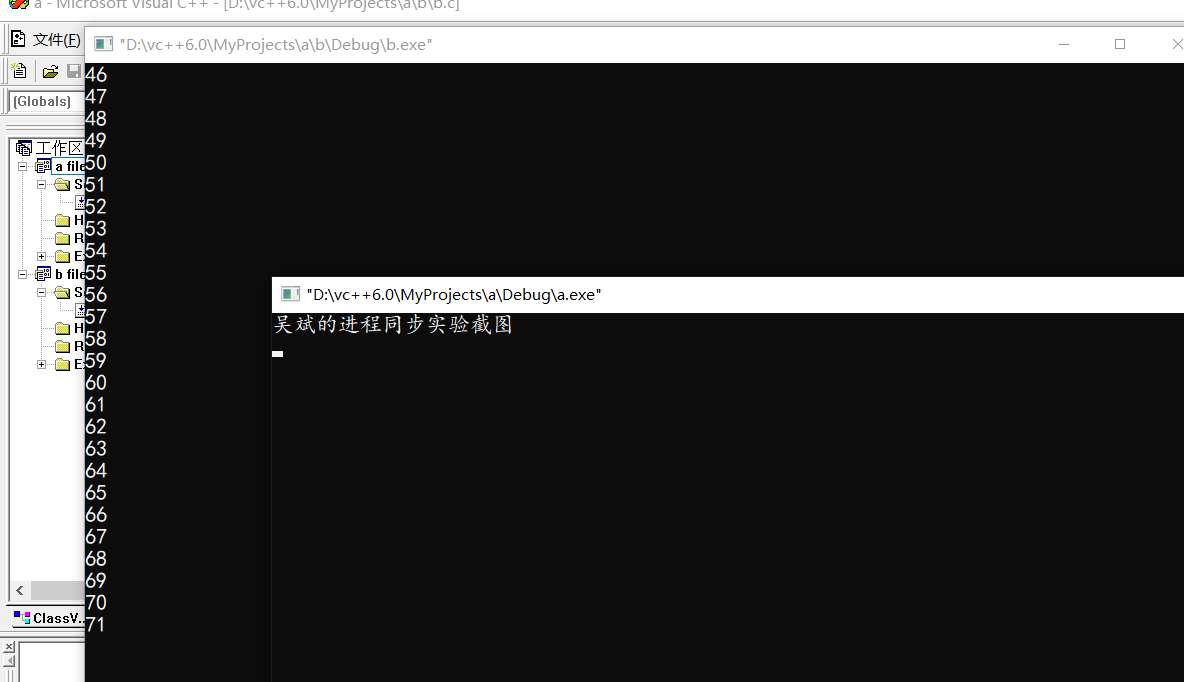 a - Microsoft Visual C++ - [D:\vc++6.0\MyProjects\a\b\b.c]
文件(F)
"D:\vc++6.0\MyProjects\a\b\Debug\b.exe"
(Globals)
工作区
a file
S
H
R
E
b file
S
H
R
E
ClassV...
46
47
48
49
50
51
52
53
54
55
56
57
58
59
60
61
62
63
64
65
66
67
68
69
70
71
"D:\vc++6.0\MyProjects\a\Debug\a.exe"
吴斌的进程同步实验截图